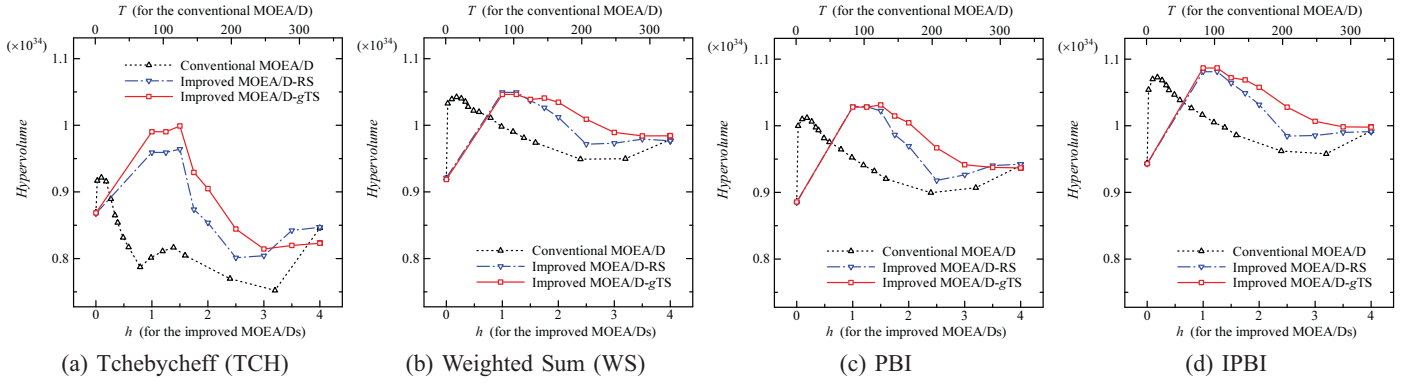 T (for the conventional MOEA/D)
0 100 200 300
(×10³⁴)
1.1
1
0.9
0.8
Hypervolume
Conventional MOEA/D
Improved MOEA/D-RS
Improved MOEA/D-gTS
0 1 2 3 4
h (for the improved MOEA/Ds)
(a) Tchebycheff (TCH)
T (for the conventional MOEA/D)
0 100 200 300
(×10³⁴)
1.1
1
0.9
0.8
Hypervolume
Conventional MOEA/D
Improved MOEA/D-RS
Improved MOEA/D-gTS
0 1 2 3 4
h (for the improved MOEA/Ds)
(b) Weighted Sum (WS)
T (for the conventional MOEA/D)
0 100 200 300
(×10³⁴)
1.1
1
0.9
0.8
Hypervolume
Conventional MOEA/D
Improved MOEA/D-RS
Improved MOEA/D-gTS
0 1 2 3 4
h (for the improved MOEA/Ds)
(c) PBI
T (for the conventional MOEA/D)
0 100 200 300
(×10³⁴)
1.1
1
0.9
0.8
Hypervolume
Conventional MOEA/D
Improved MOEA/D-RS
Improved MOEA/D-gTS
0 1 2 3 4
h (for the improved MOEA/Ds)
(d) IPBI